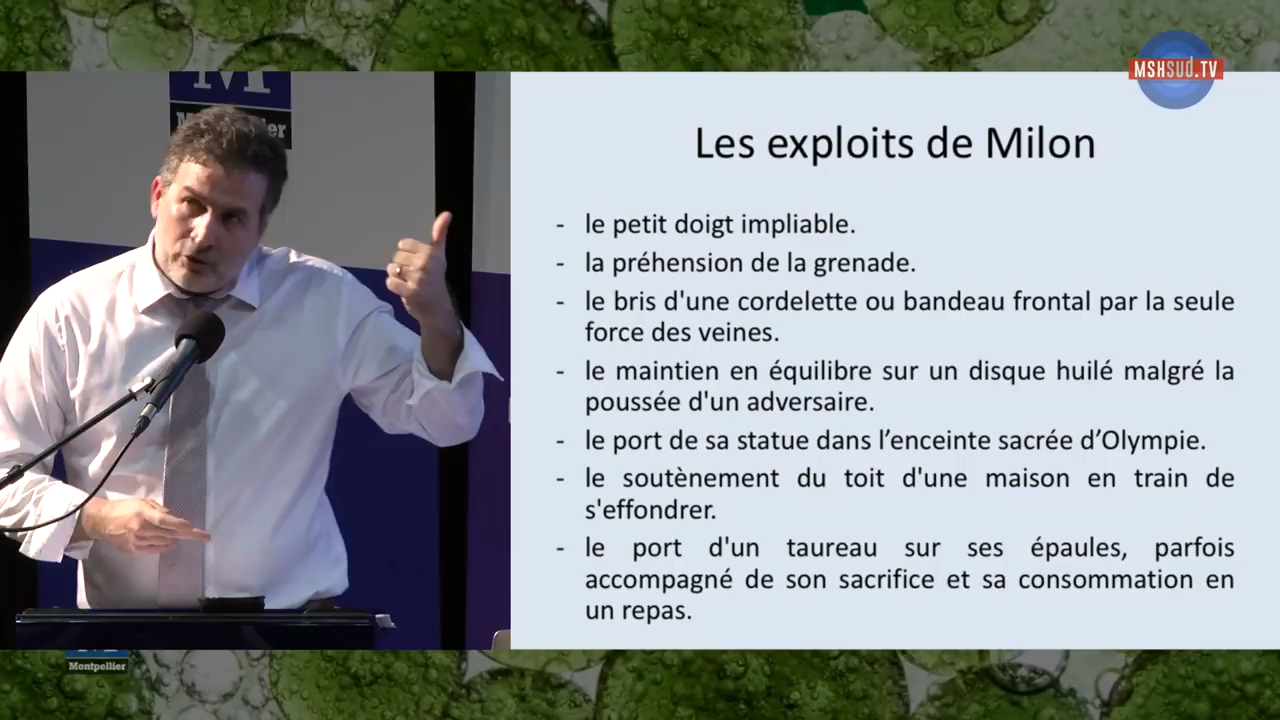 MSHSUD.TV
M
Les exploits de Milon
- le petit doigt impliable.
- la préhension de la grenade.
- le bris d'une cordelette ou bandeau frontal par la seule
force des veines.
- le maintien en équilibre sur un disque huilé malgré la
poussée d'un adversaire.
- le port de sa statue dans l’enceinte sacrée d’Olympie.
- le soutènement du toit d'une maison en train de
s'effondrer.
- le port d'un taureau sur ses épaules, parfois
accompagné de son sacrifice et sa consommation en
un repas.
Montpellier